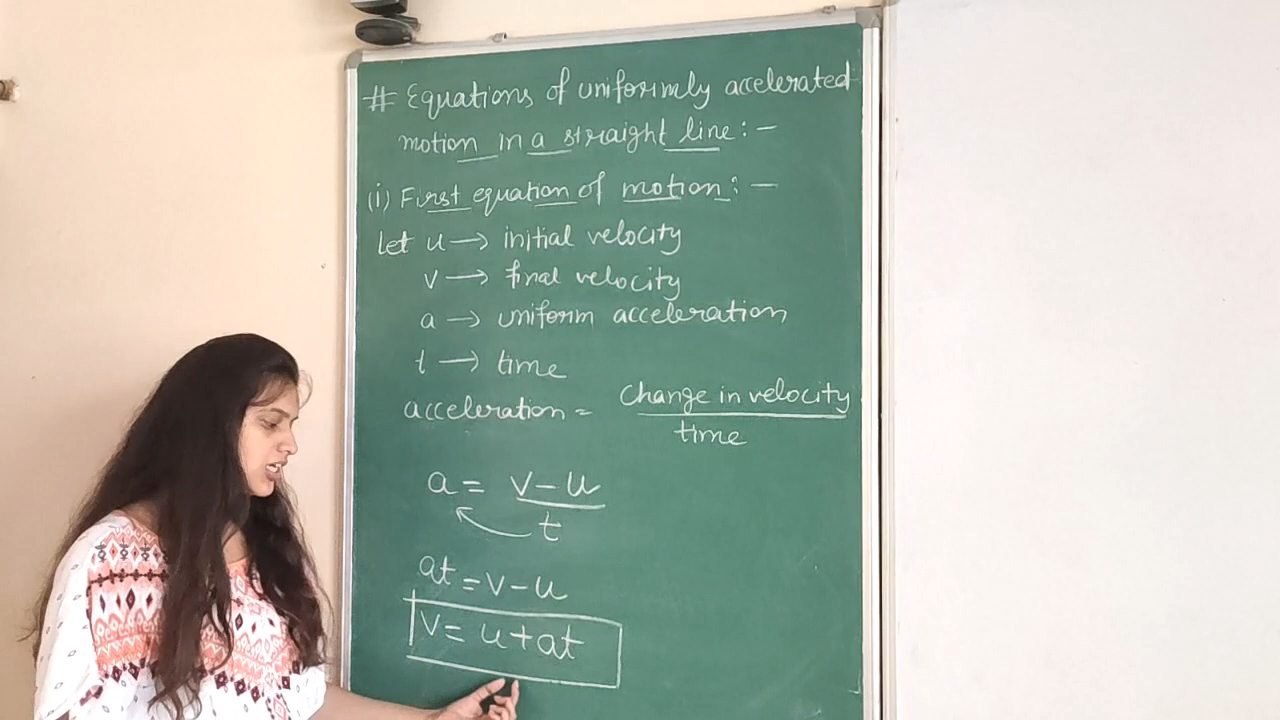 # Equations of uniformly accelerated
motion in a straight line:-
(i) First equation of motion:-
Let u → initial velocity
v → final velocity
a → uniform acceleration
t → time
acceleration = change in velocity / time
a = v-u / t
at = v-u
v = u+at